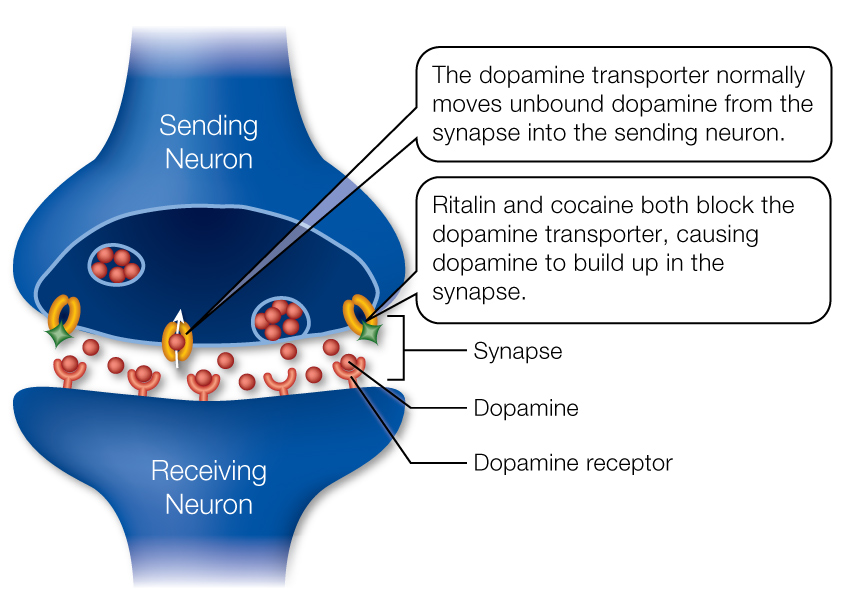 Sending
Neuron
The dopamine transporter normally
moves unbound dopamine from the
synapse into the sending neuron.
Ritalin and cocaine both block the
dopamine transporter, causing
dopamine to build up in the
synapse.
Synapse
Dopamine
Dopamine receptor
Receiving
Neuron